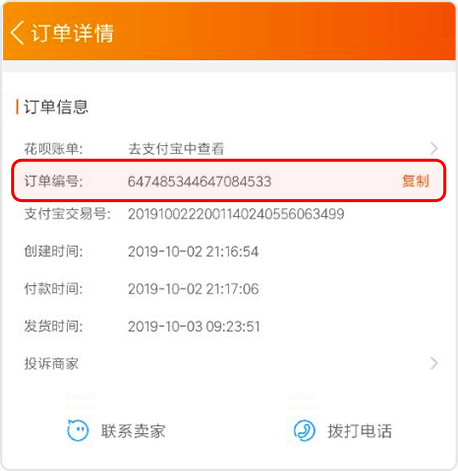 订单详情
订单信息
花呗账单: 去支付宝中查看
订单编号: 647485344647084533 复制
支付宝交易号: 2019100222001140240556063499
创建时间: 2019-10-02 21:16:54
付款时间: 2019-10-02 21:17:06
发货时间: 2019-10-03 09:23:51
投诉商家
联系卖家 拨打电话